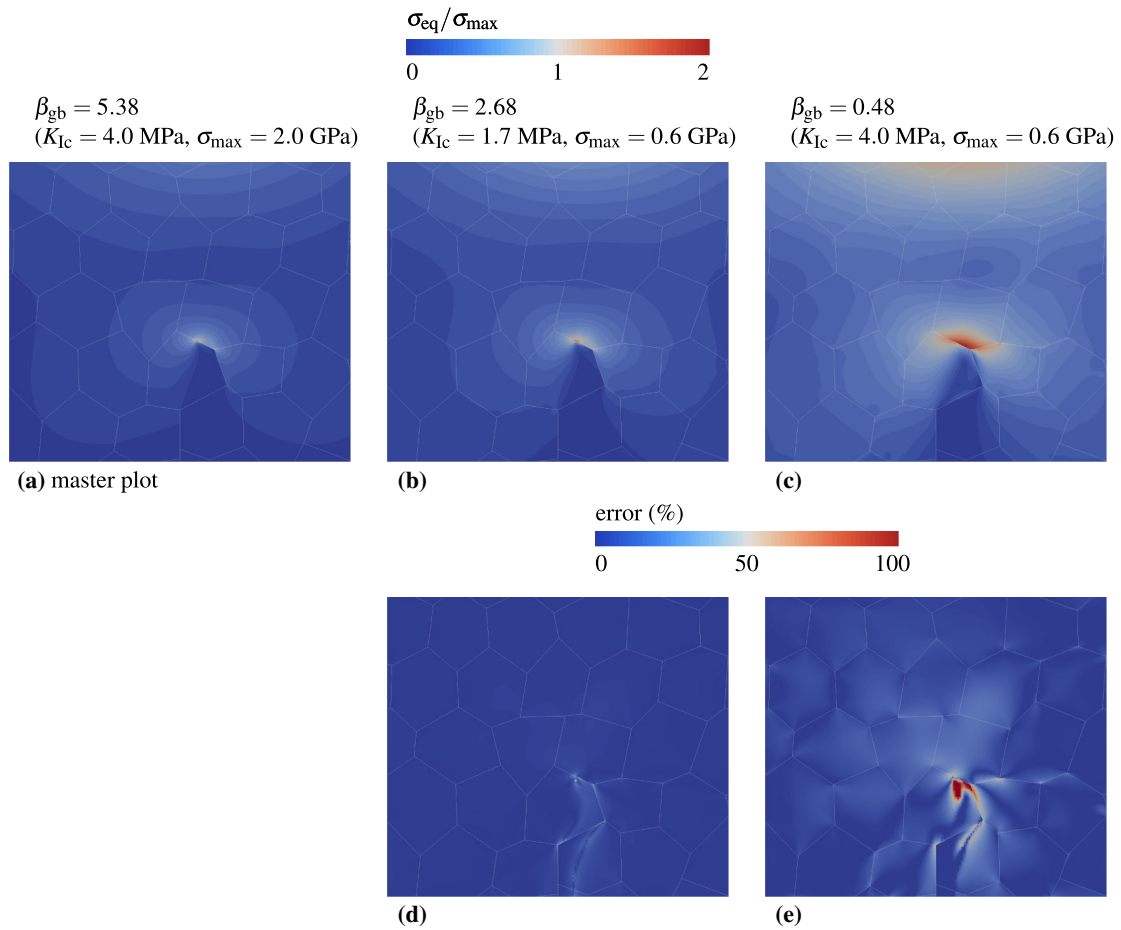 σeq/σmax
0 1 2
βgb = 5.38
(KIc = 4.0 MPa, σmax = 2.0 GPa)
βgb = 2.68
(KIc = 1.7 MPa, σmax = 0.6 GPa)
βgb = 0.48
(KIc = 4.0 MPa, σmax = 0.6 GPa)
(a) master plot
(b)
(c)
error (%)
0 50 100
(d)
(e)